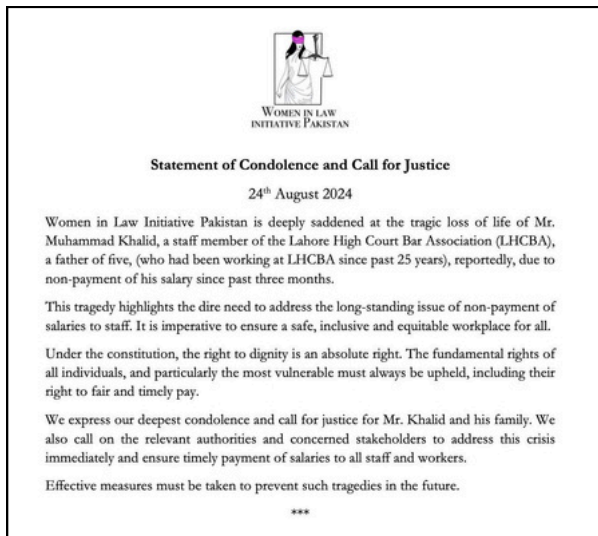 WOMEN IN LAW
INITIATIVE PAKISTAN
Statement of Condolence and Call for Justice
24th August 2024
Women in Law Initiative Pakistan is deeply saddened at the tragic loss of life of Mr.
Muhammad Khalid, a staff member of the Lahore High Court Bar Association (LHCBA),
a father of five, (who had been working at LHCBA since past 25 years), reportedly, due to
non-payment of his salary since past three months.
This tragedy highlights the dire need to address the long-standing issue of non-payment of
salaries to staff. It is imperative to ensure a safe, inclusive and equitable workplace for all.
Under the constitution, the right to dignity is an absolute right. The fundamental rights of
all individuals, and particularly the most vulnerable must always be upheld, including their
right to fair and timely pay.
We express our deepest condolence and call for justice for Mr. Khalid and his family. We
also call on the relevant authorities and concerned stakeholders to address this crisis
immediately and ensure timely payment of salaries to all staff and workers.
Effective measures must be taken to prevent such tragedies in the future.
***